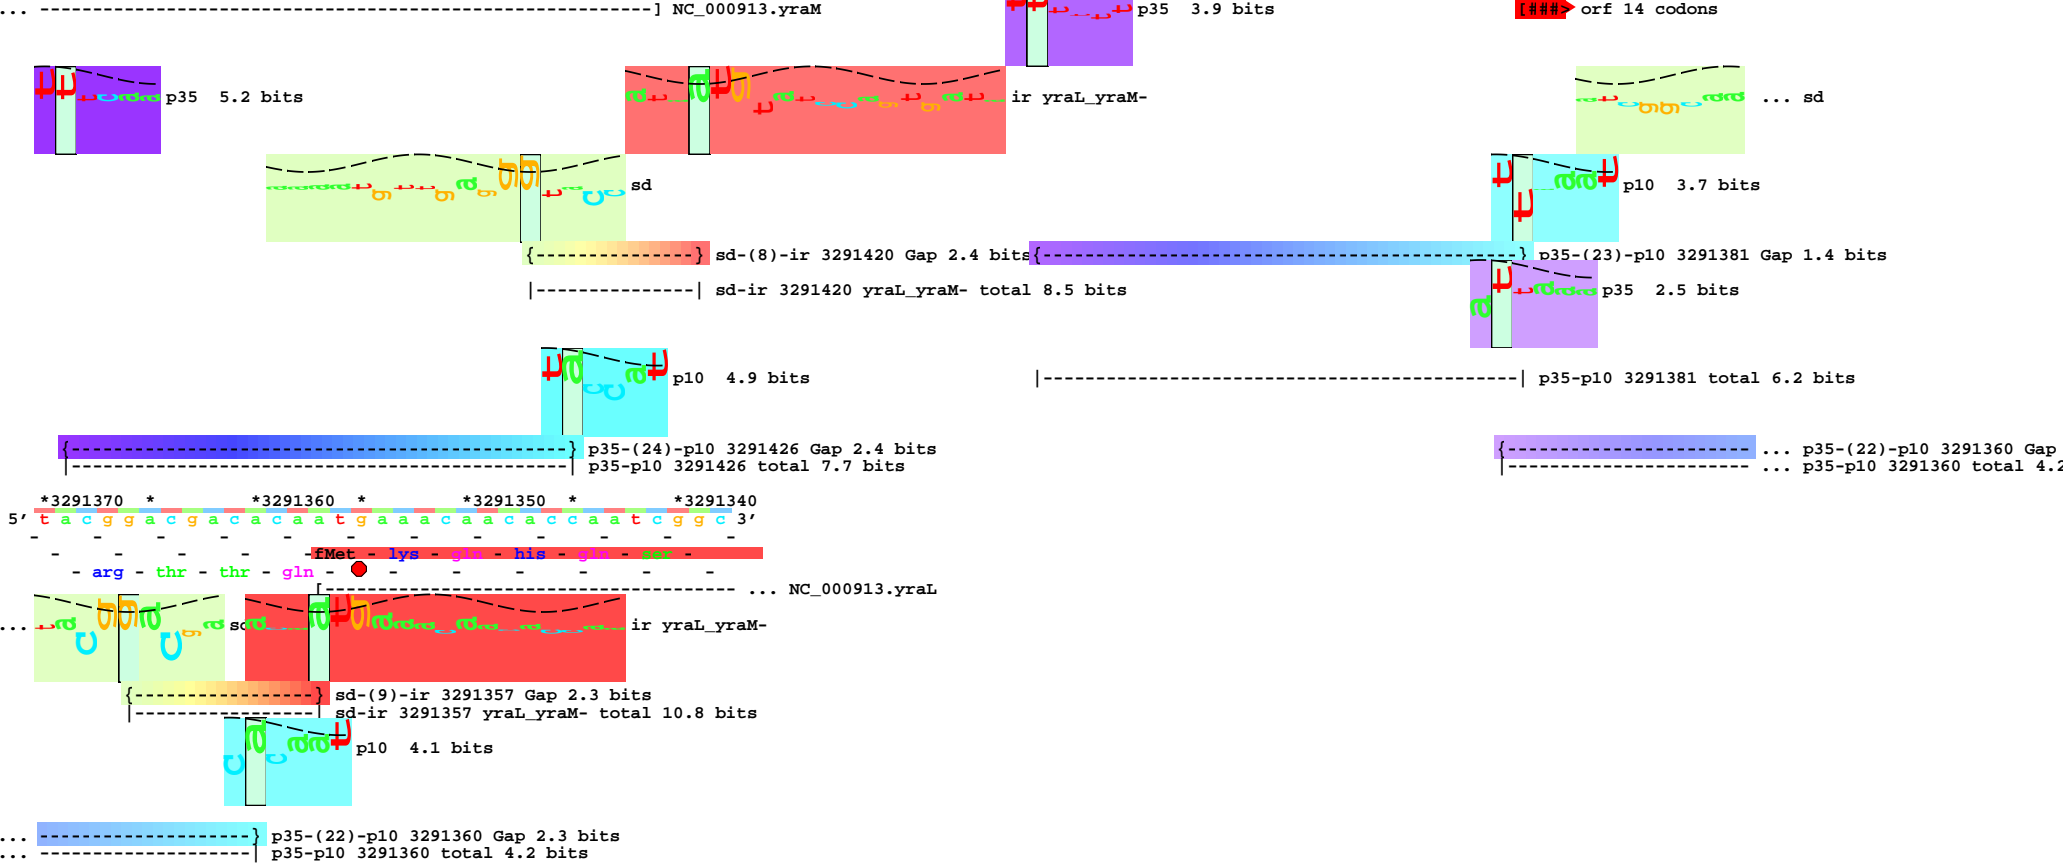 ... ----------------------------------------------------------] NC_000913.yraM
p35 3.9 bits
[###> orf 14 codons
p35 5.2 bits
ir yraL_yraM-
... sd
sd
p10 3.7 bits
{---------------} sd-(8)-ir 3291420 Gap 2.4 bits
{---------------------------------------------} p35-(23)-p10 3291381 Gap 1.4 bits
|---------------| sd-ir 3291420 yraL_yraM- total 8.5 bits
p35 2.5 bits
p10 4.9 bits
|---------------------------------------------| p35-p10 3291381 total 6.2 bits
{-----------------------------------------------} p35-(24)-p10 3291426 Gap 2.4 bits
{----------------------- ... p35-(22)-p10 3291360 Gap
|-----------------------------------------------| p35-p10 3291426 total 7.7 bits
|----------------------- ... p35-p10 3291360 total 4.2
*3291370 * *3291360 * *3291350 * *3291340
5' t a c g g a c g a c a c a a t g a a a c a a c a c c a a t c g g c 3'
- - - - - - - - - - - -
- - - - -fMet - lys - gln - his - gln - ser -
- arg - thr - thr - gln - - - - - - -
[--------------------------------------- ... NC_000913.yraL
... sd
ir yraL_yraM-
{-----------------} sd-(9)-ir 3291357 Gap 2.3 bits
|-----------------| sd-ir 3291357 yraL_yraM- total 10.8 bits
p10 4.1 bits
... --------------------} p35-(22)-p10 3291360 Gap 2.3 bits
... --------------------| p35-p10 3291360 total 4.2 bits